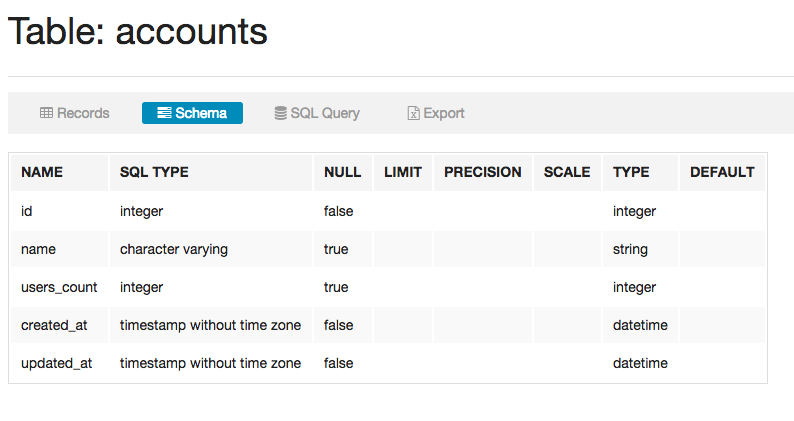 Table: accounts
Records Schema SQL Query Export
NAME SQL TYPE NULL LIMIT PRECISION SCALE TYPE DEFAULT
id integer false integer
name character varying true string
users_count integer true integer
created_at timestamp without time zone false datetime
updated_at timestamp without time zone false datetime